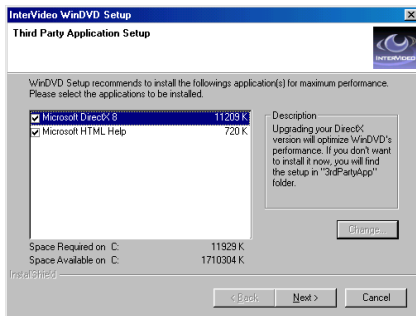 InterVideo WinDVD Setup
Third Party Application Setup
INTERVIDEO
WinDVD Setup recommends to install the followings application(s) for maximum performance.
Please select the applications to be installed.
Microsoft DirectX 8 11209 K
Microsoft HTML Help 720 K
Description
Upgrading your DirectX
version will optimize WinDVD's
performance. If you don't want
to install it now, you will find
the setup in "3rdPartyApp"
folder.
Change...
Space Required on C: 11929 K
Space Available on C: 1710304 K
InstallShield
< Back Next > Cancel